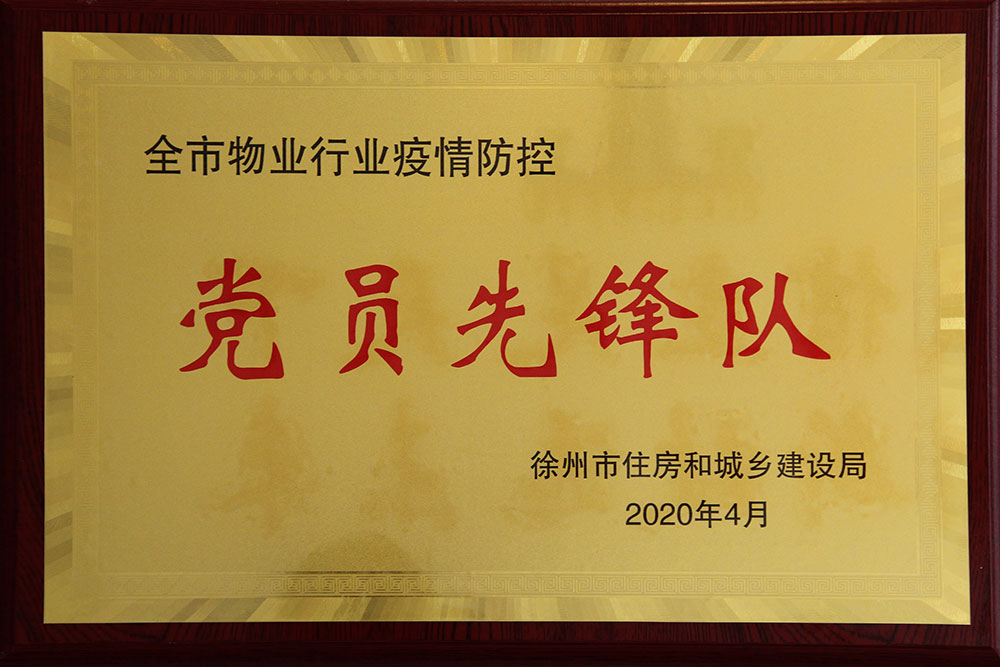 全市物业行业疫情防控
党员先锋队
徐州市住房和城乡建设局
2020年4月